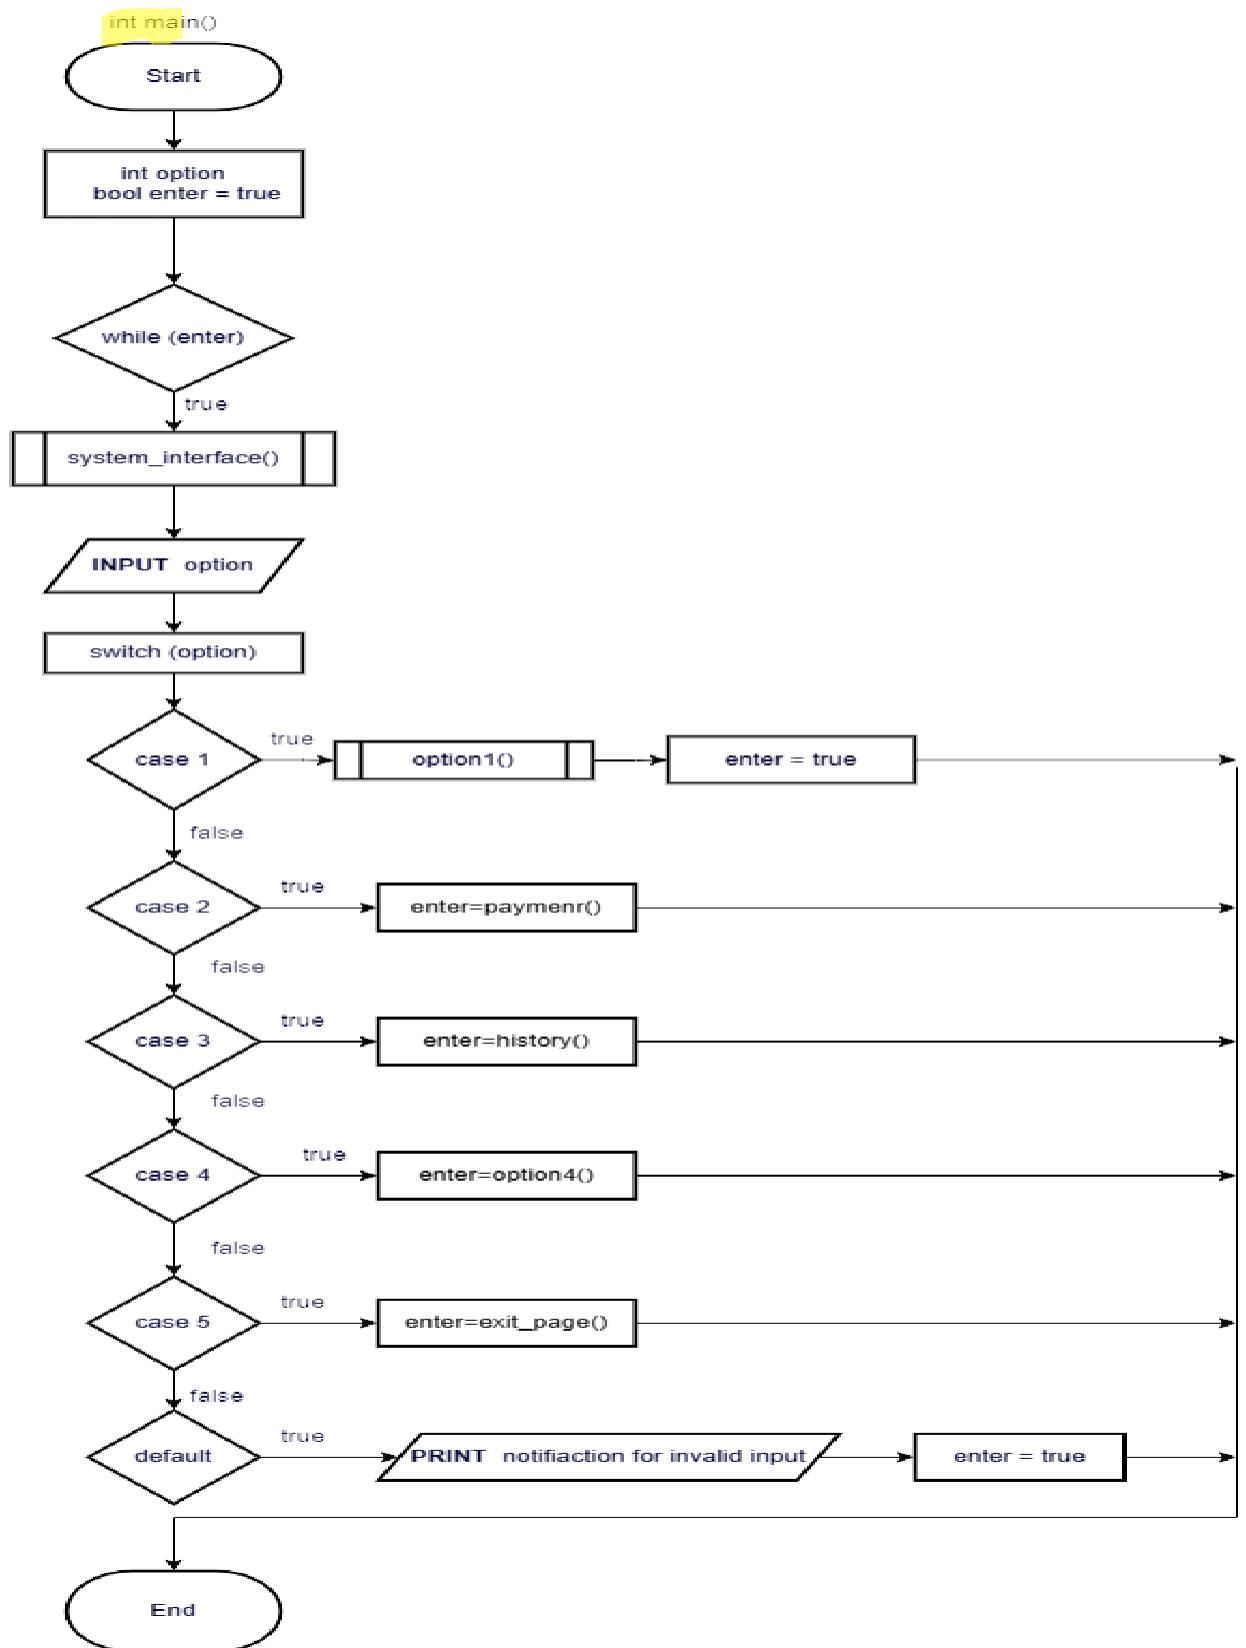 int main()
Start
int option
bool enter = true
while (enter)
true
system_interface()
INPUT option
switch (option)
case 1
true
option1()
enter = true
false
case 2
true
enter=paymenr()
false
case 3
true
enter=history()
false
case 4
true
enter=option4()
false
case 5
true
enter=exit_page()
false
default
true
PRINT notifiaction for invalid input
enter = true
End